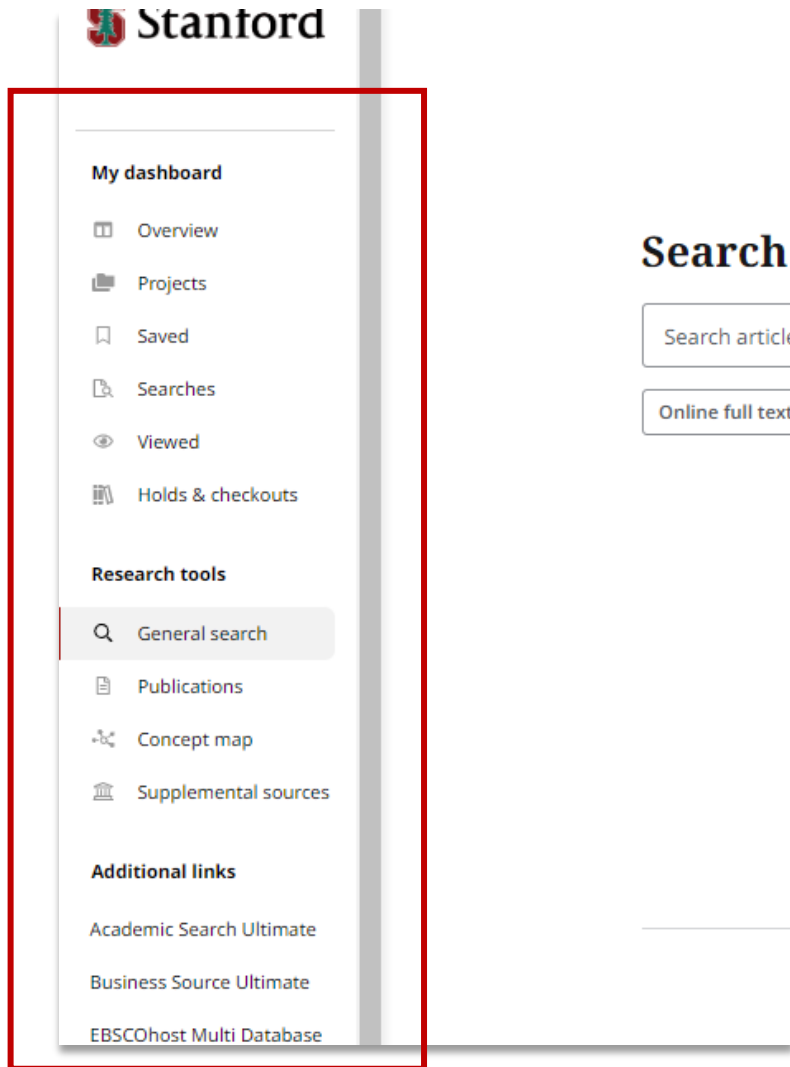 Stanford
My dashboard
Overview
Projects
Saved
Searches
Viewed
Holds & checkouts
Research tools
General search
Publications
Concept map
Supplemental sources
Additional links
Academic Search Ultimate
Business Source Ultimate
EBSCOhost Multi Database
Search
Search article
Online full text